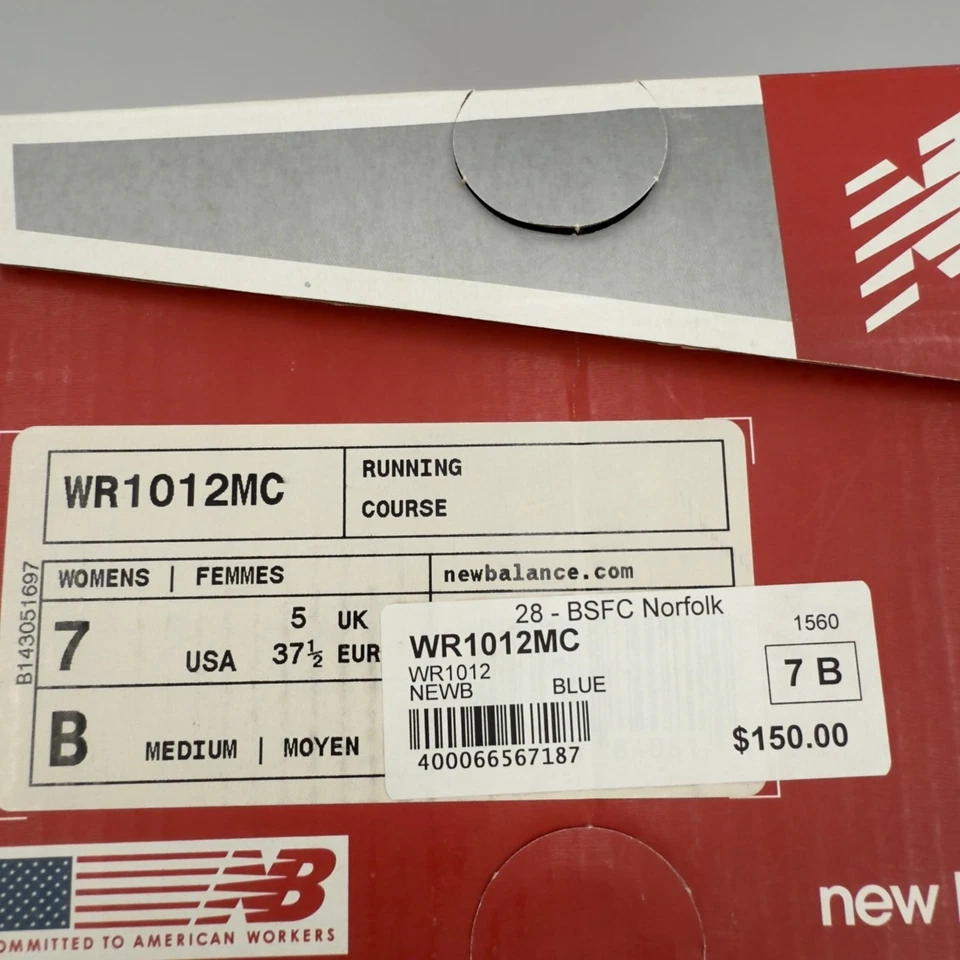 WR1012MC
RUNNING
COURSE
WOMENS | FEMMES
newbalance.com
7
5 UK
USA 37½ EUR
B
MEDIUM | MOYEN
B143051697
28 - BSFC Norfolk
WR1012MC
1560
WR1012
NEWB BLUE
7 B
400066567187
$150.00
NB
OMMITTED TO AMERICAN WORKERS
new